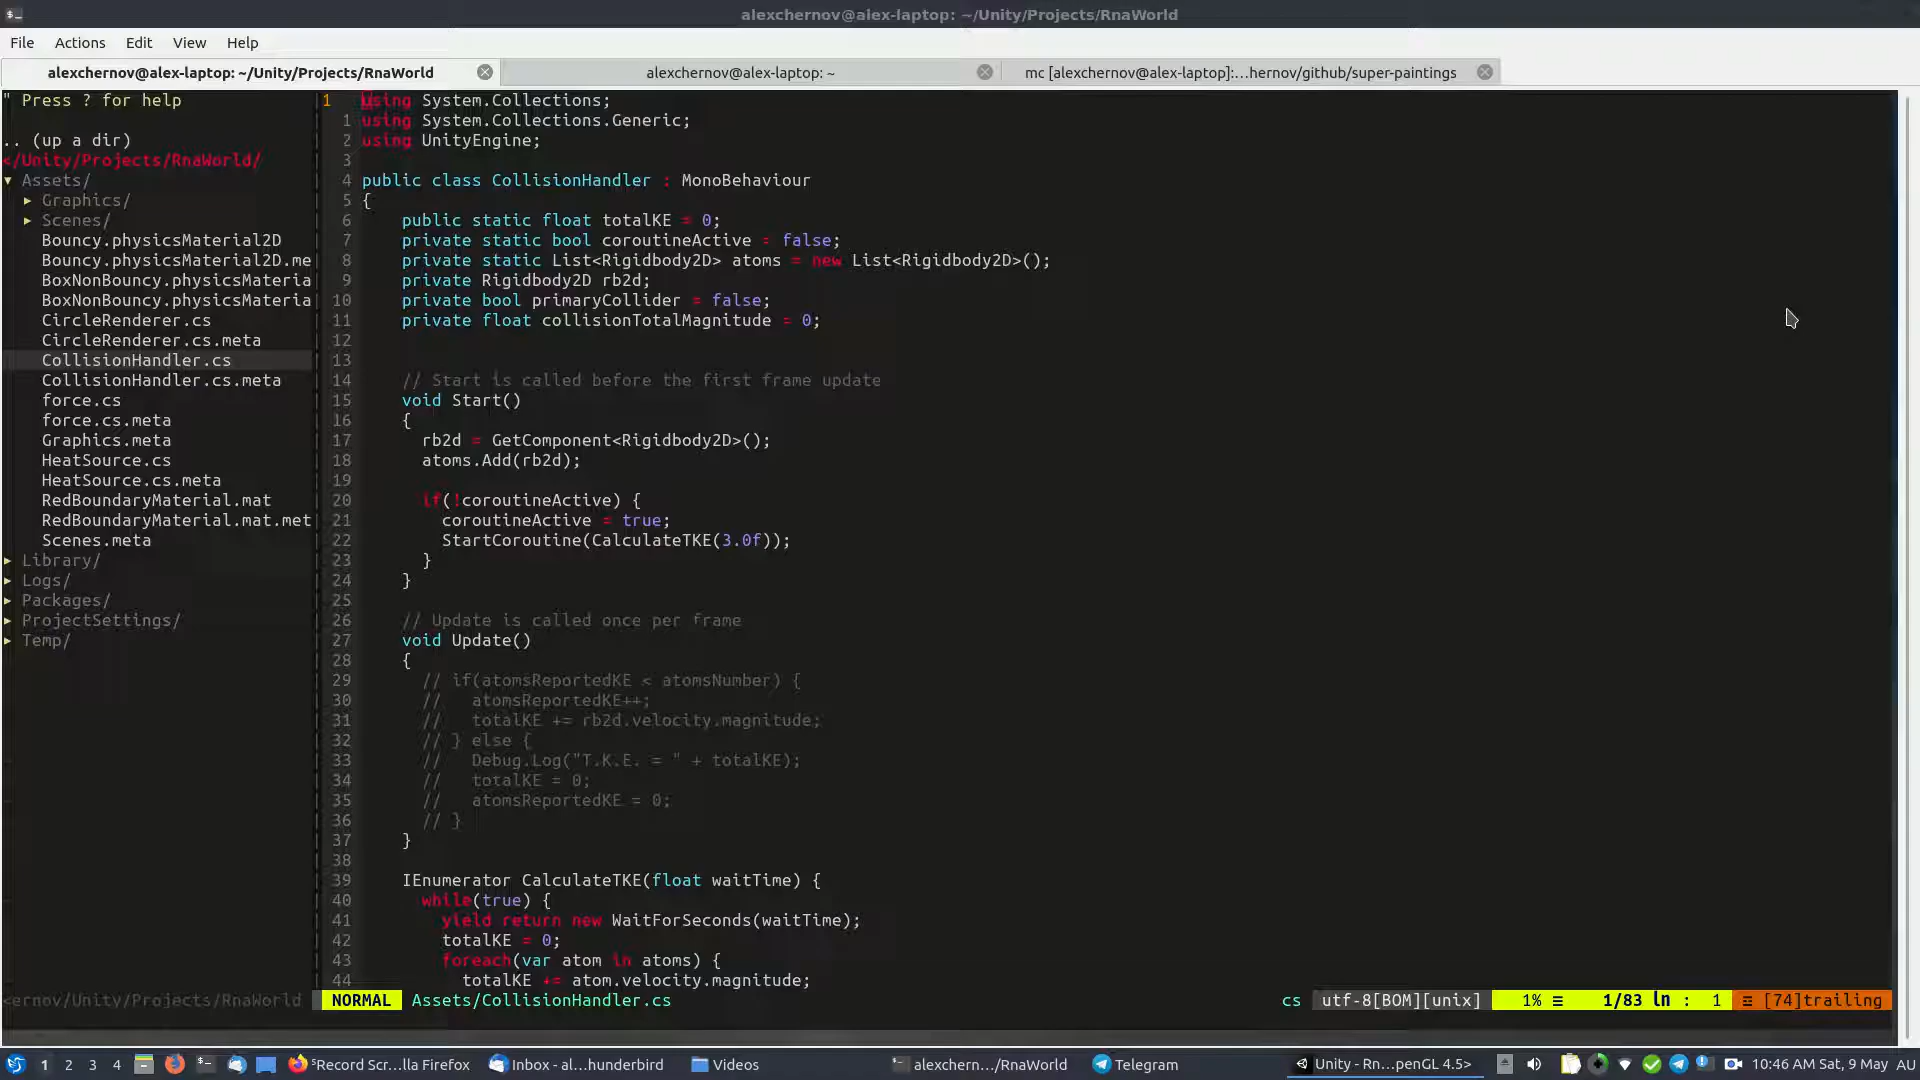 alexchernov@alex-laptop: ~/Unity/Projects/RnaWorld
File Actions Edit View Help
alexchernov@alex-laptop: ~/Unity/Projects/RnaWorld
alexchernov@alex-laptop: ~
mc [alexchernov@alex-laptop]:...hernov/github/super-paintings
" Press ? for help
.. (up a dir)
</Unity/Projects/RnaWorld/
▾ Assets/
▸ Graphics/
▸ Scenes/
Bouncy.physicsMaterial2D
Bouncy.physicsMaterial2D.me
BoxNonBouncy.physicsMateria
BoxNonBouncy.physicsMateria
CircleRenderer.cs
CircleRenderer.cs.meta
CollisionHandler.cs
CollisionHandler.cs.meta
force.cs
force.cs.meta
Graphics.meta
HeatSource.cs
HeatSource.cs.meta
RedBoundaryMaterial.mat
RedBoundaryMaterial.mat.met
Scenes.meta
▸ Library/
▸ Logs/
▸ Packages/
▸ ProjectSettings/
▸ Temp/
1 using System.Collections;
1 using System.Collections.Generic;
2 using UnityEngine;
3
4 public class CollisionHandler : MonoBehaviour
5 {
6 public static float totalKE = 0;
7 private static bool coroutineActive = false;
8 private static List<Rigidbody2D> atoms = new List<Rigidbody2D>();
9 private Rigidbody2D rb2d;
10 private bool primaryCollider = false;
11 private float collisionTotalMagnitude = 0;
12
13
14 // Start is called before the first frame update
15 void Start()
16 {
17 rb2d = GetComponent<Rigidbody2D>();
18 atoms.Add(rb2d);
19
20 if(!coroutineActive) {
21 coroutineActive = true;
22 StartCoroutine(CalculateTKE(3.0f));
23 }
24 }
25
26 // Update is called once per frame
27 void Update()
28 {
29 // if(atomsReportedKE < atomsNumber) {
30 // atomsReportedKE++;
31 // totalKE += rb2d.velocity.magnitude;
32 // } else {
33 // Debug.Log("T.K.E. = " + totalKE);
34 // totalKE = 0;
35 // atomsReportedKE = 0;
36 // }
37 }
38
39 IEnumerator CalculateTKE(float waitTime) {
40 while(true) {
41 yield return new WaitForSeconds(waitTime);
42 totalKE = 0;
43 foreach(var atom in atoms) {
44 totalKE += atom.velocity.magnitude;
<ernov/Unity/Projects/RnaWorld NORMAL Assets/CollisionHandler.cs cs utf-8[BOM][unix] 1% ≡ 1/83 ln : 1 ≡ [74]trailing
1 2 3 4 ⁵Record Scr...lla Firefox Inbox - al...hunderbird Videos alexchern.../RnaWorld Telegram Unity - Rn...penGL 4.5> 10:46 AM Sat, 9 May AU